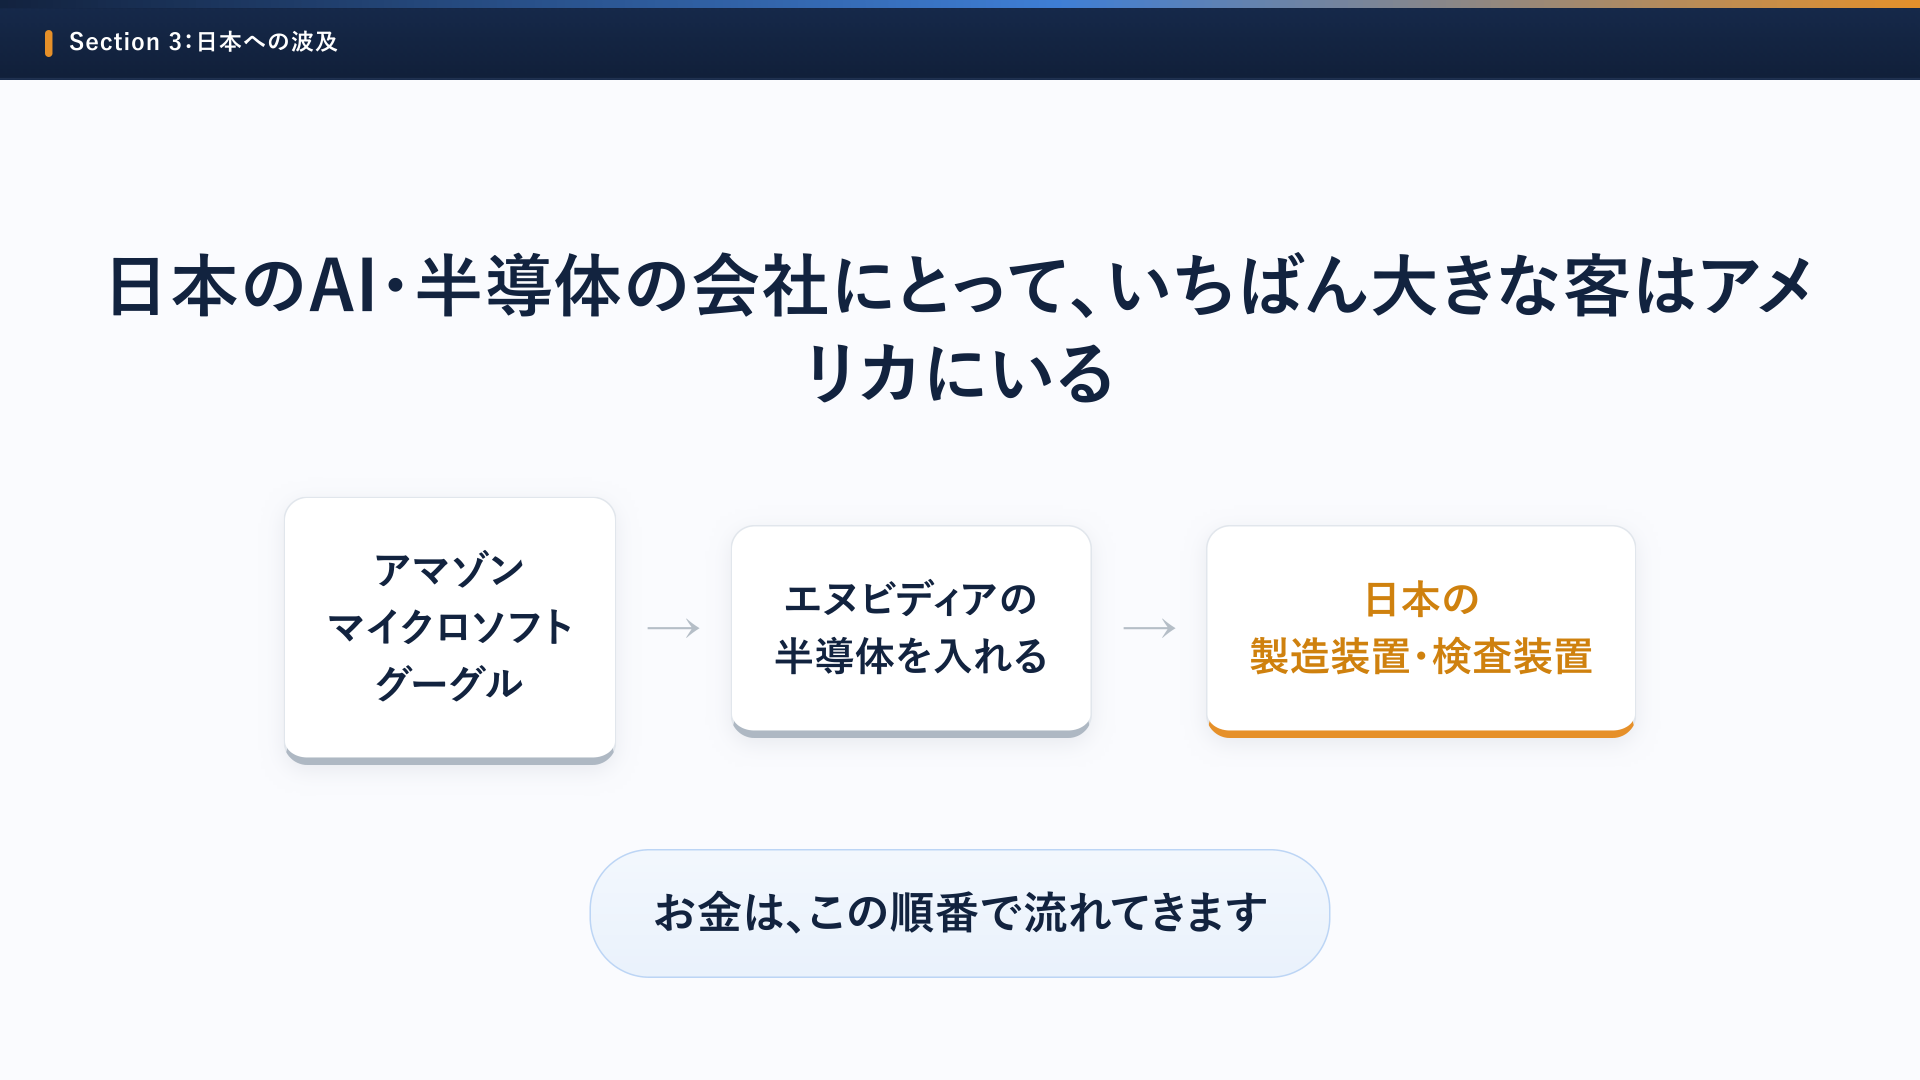 Section 3：日本への波及
日本のAI・半導体の会社にとって、いちばん大きな客はアメ
リカにいる
アマゾン
マイクロソフト
グーグル
エヌビディアの
半導体を入れる
日本の
製造装置・検査装置
お金は、この順番で流れてきます